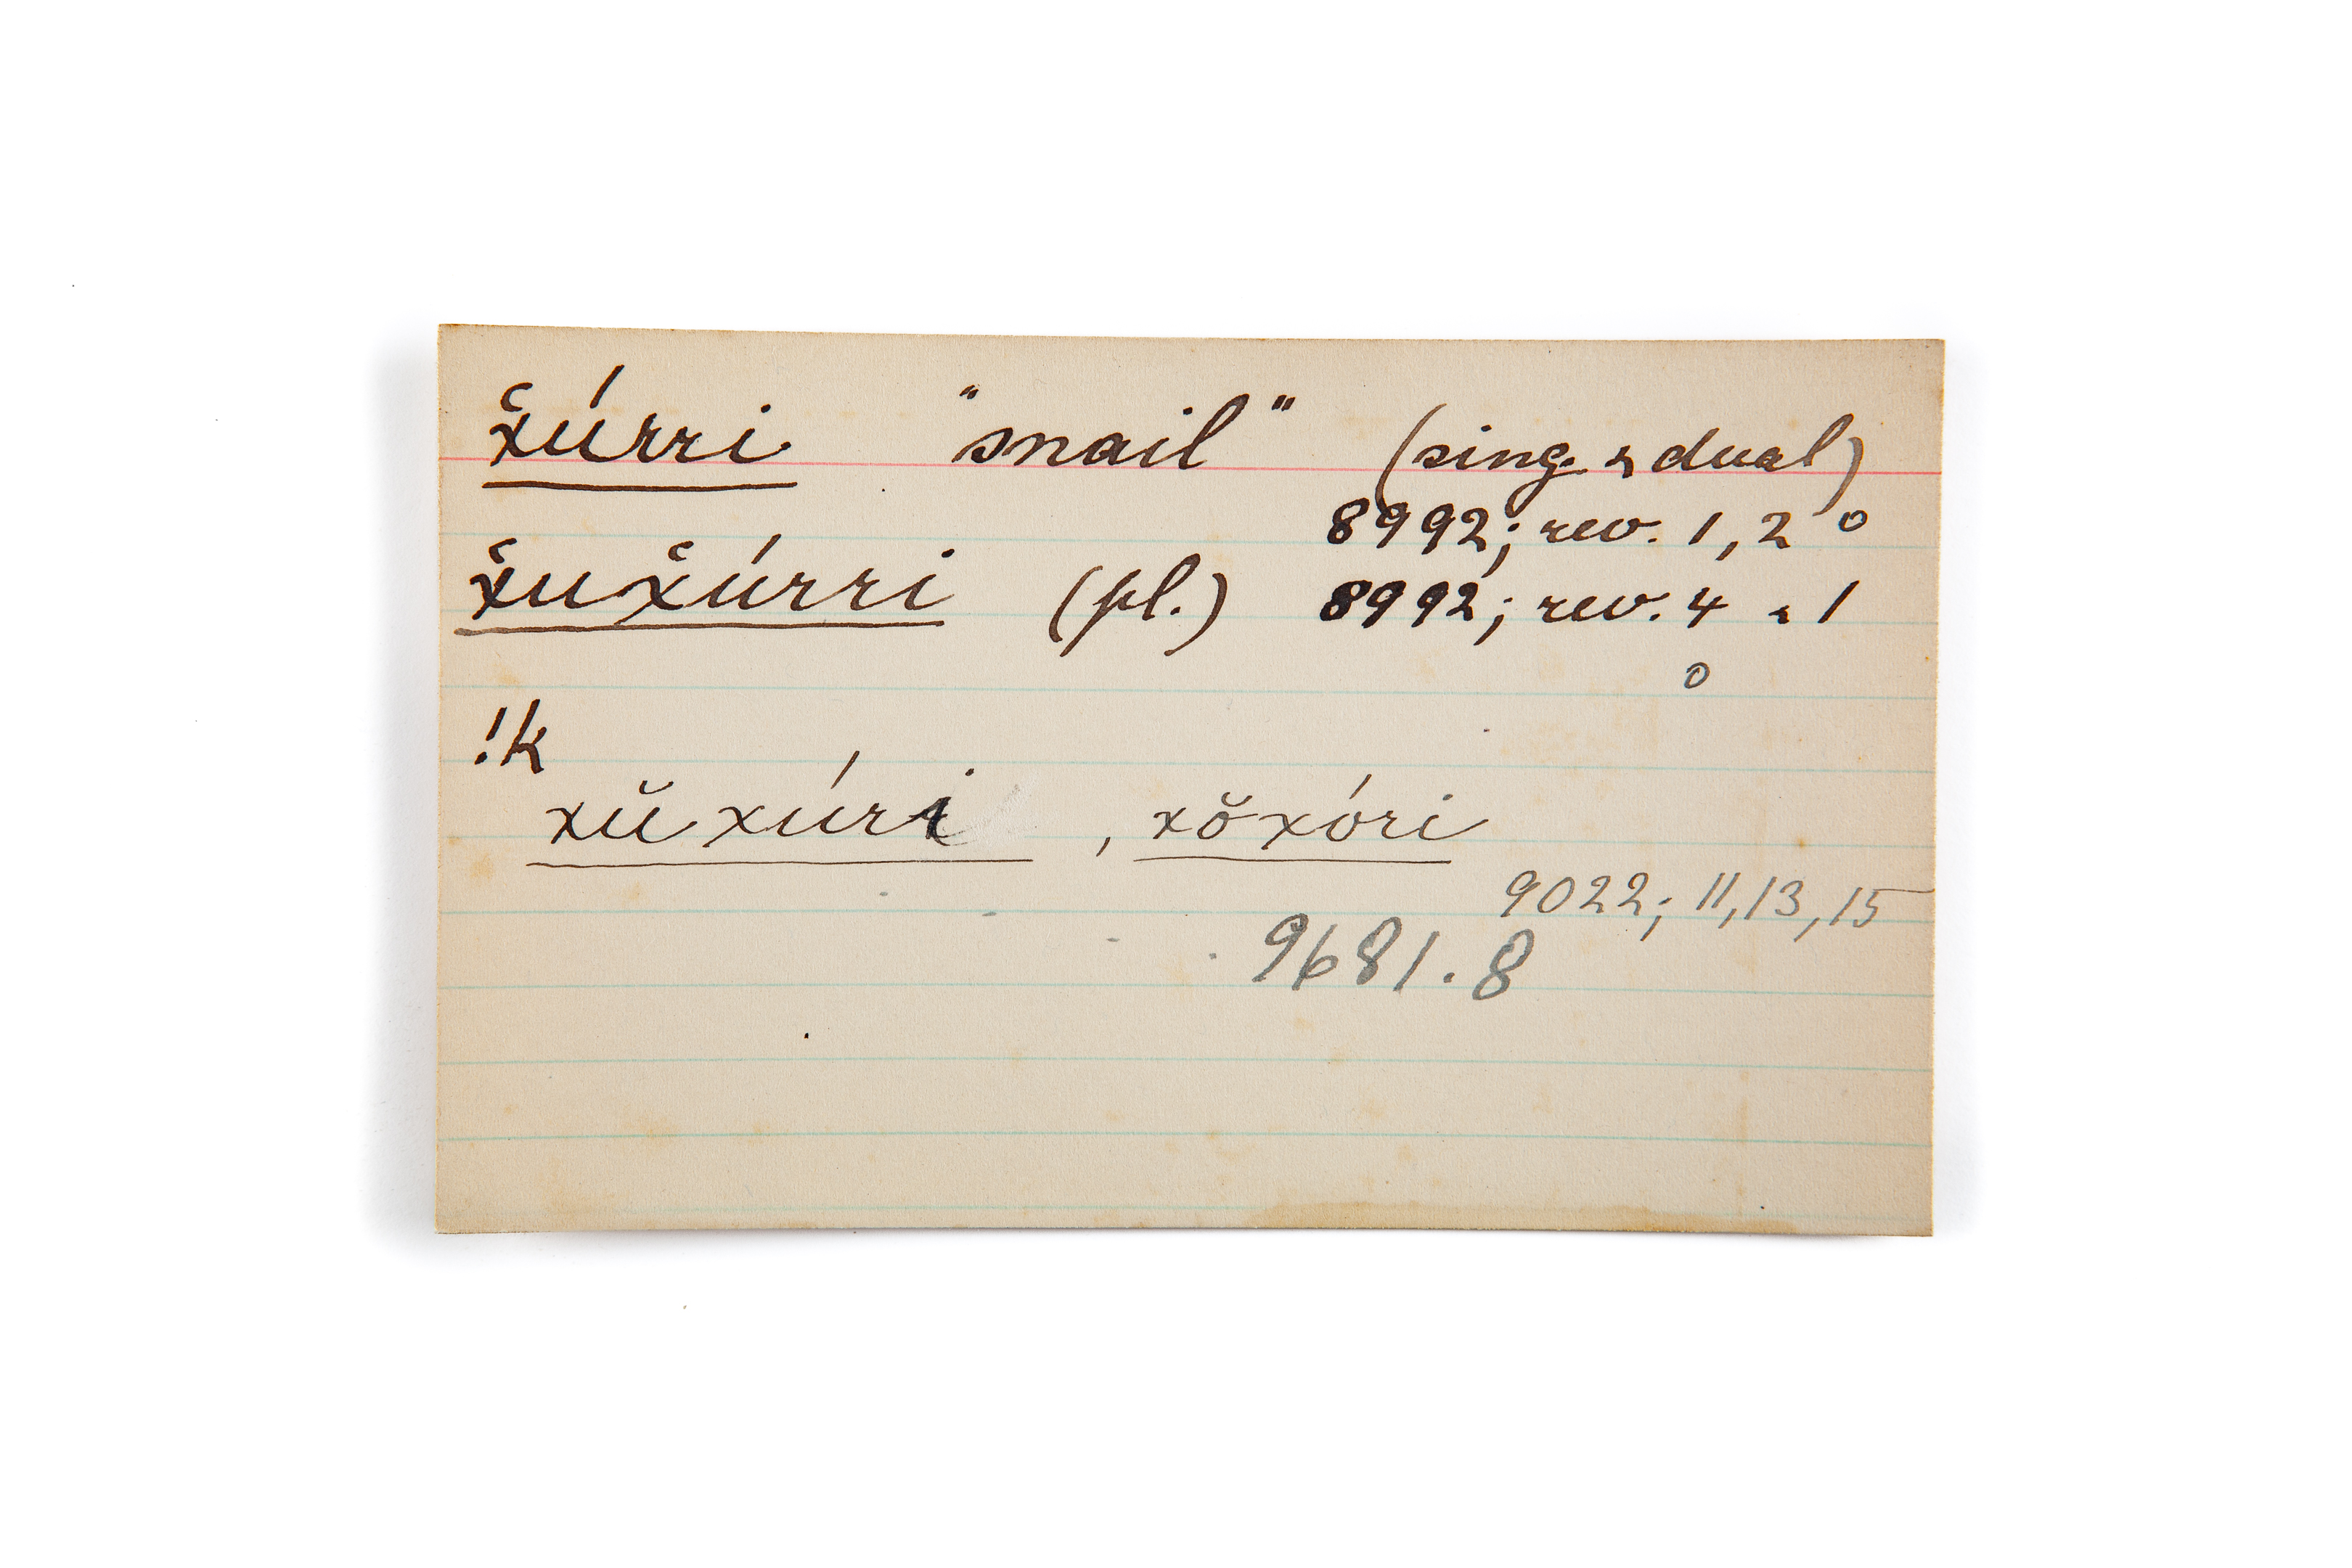 x̆úrri "snail" (sing. & dual)
8992; rev. 1, 2 o
x̆ux̆úrri (pl.) 8992; rev. 4 & 1
o
!k
xŭxúri , xŏxóri
9022; 11, 13, 15
9681. 8